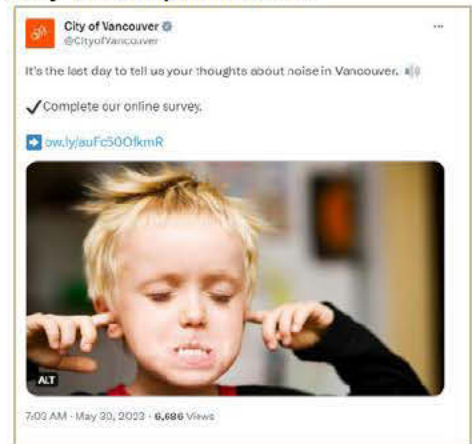 City of Vancouver
@CityofVancouver
It's the last day to tell us your thoughts about noise in Vancouver.
Complete our online survey.
ow.ly/auFc50OfkmR
ALT
7:03 AM · May 30, 2023 · 6,686 Views